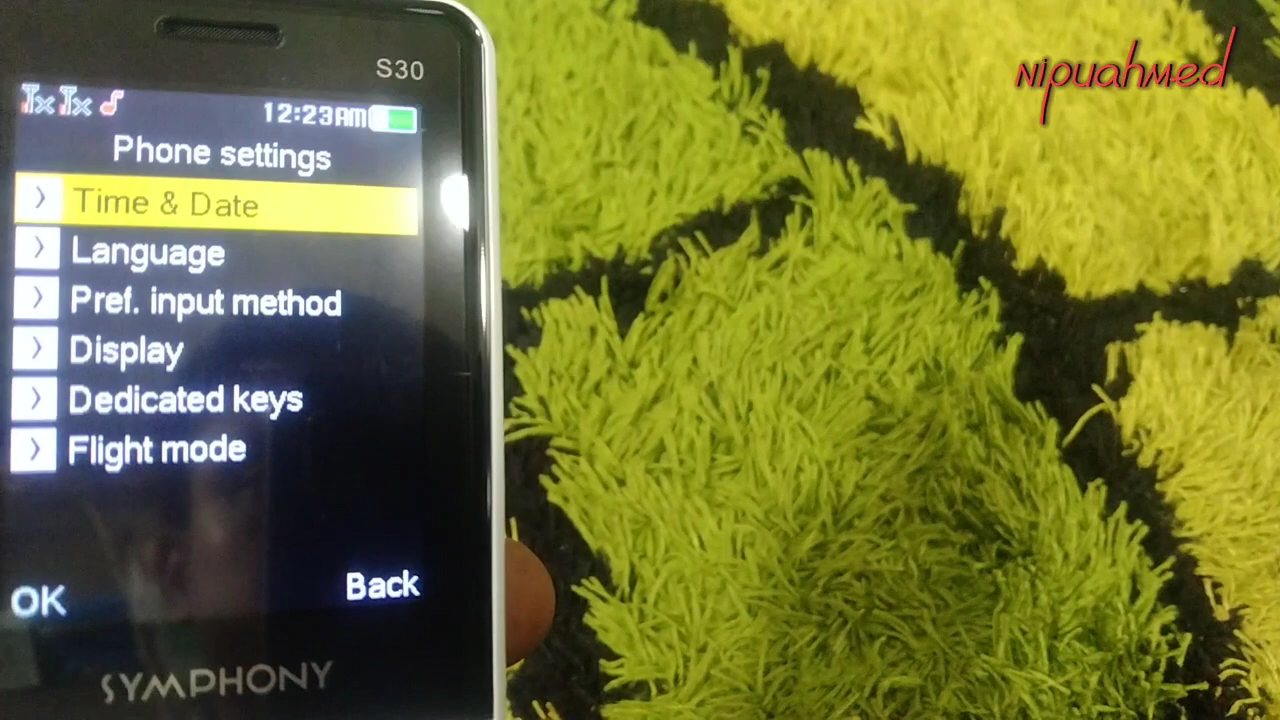 S30
12:23AM
Phone settings
Time & Date
Language
Pref. input method
Display
Dedicated keys
Flight mode
OK
Back
SYMPHONY
Nipuahmed